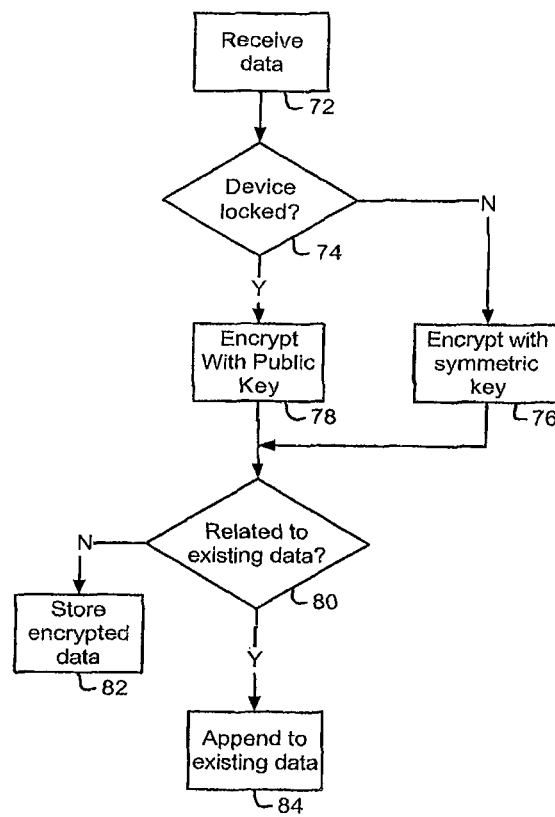 Receive
data
72
Device
locked?
N
74
Y
Encrypt
With Public
Key
78
Encrypt with
symmetric
key
76
Related to
existing data?
N
80
Store
encrypted
data
82
Y
Append to
existing data
84